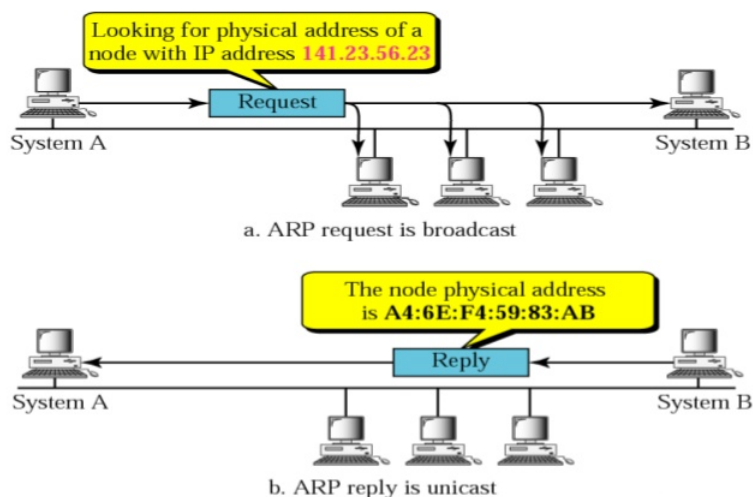 Looking for physical address of a
node with IP address 141.23.56.23
Request
System A
System B
a. ARP request is broadcast
The node physical address
is A4:6E:F4:59:83:AB
Reply
System A
System B
b. ARP reply is unicast